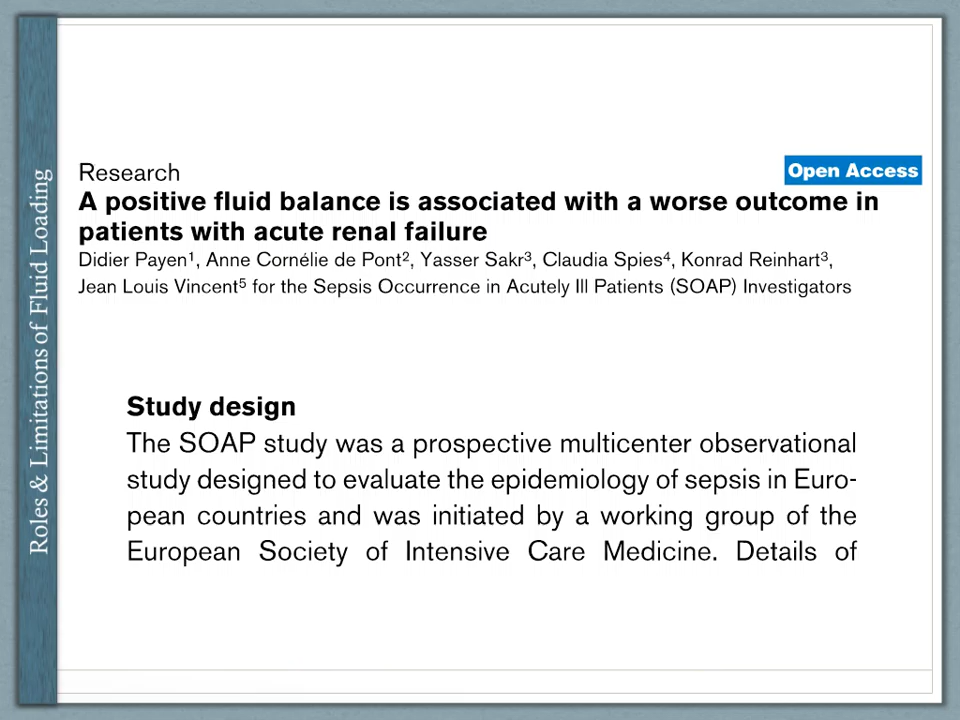 Roles & Limitations of Fluid Loading
Research
Open Access
A positive fluid balance is associated with a worse outcome in
patients with acute renal failure
Didier Payen1, Anne Cornélie de Pont2, Yasser Sakr3, Claudia Spies4, Konrad Reinhart3,
Jean Louis Vincent5 for the Sepsis Occurrence in Acutely Ill Patients (SOAP) Investigators
Study design
The SOAP study was a prospective multicenter observational
study designed to evaluate the epidemiology of sepsis in Euro-
pean countries and was initiated by a working group of the
European Society of Intensive Care Medicine. Details of